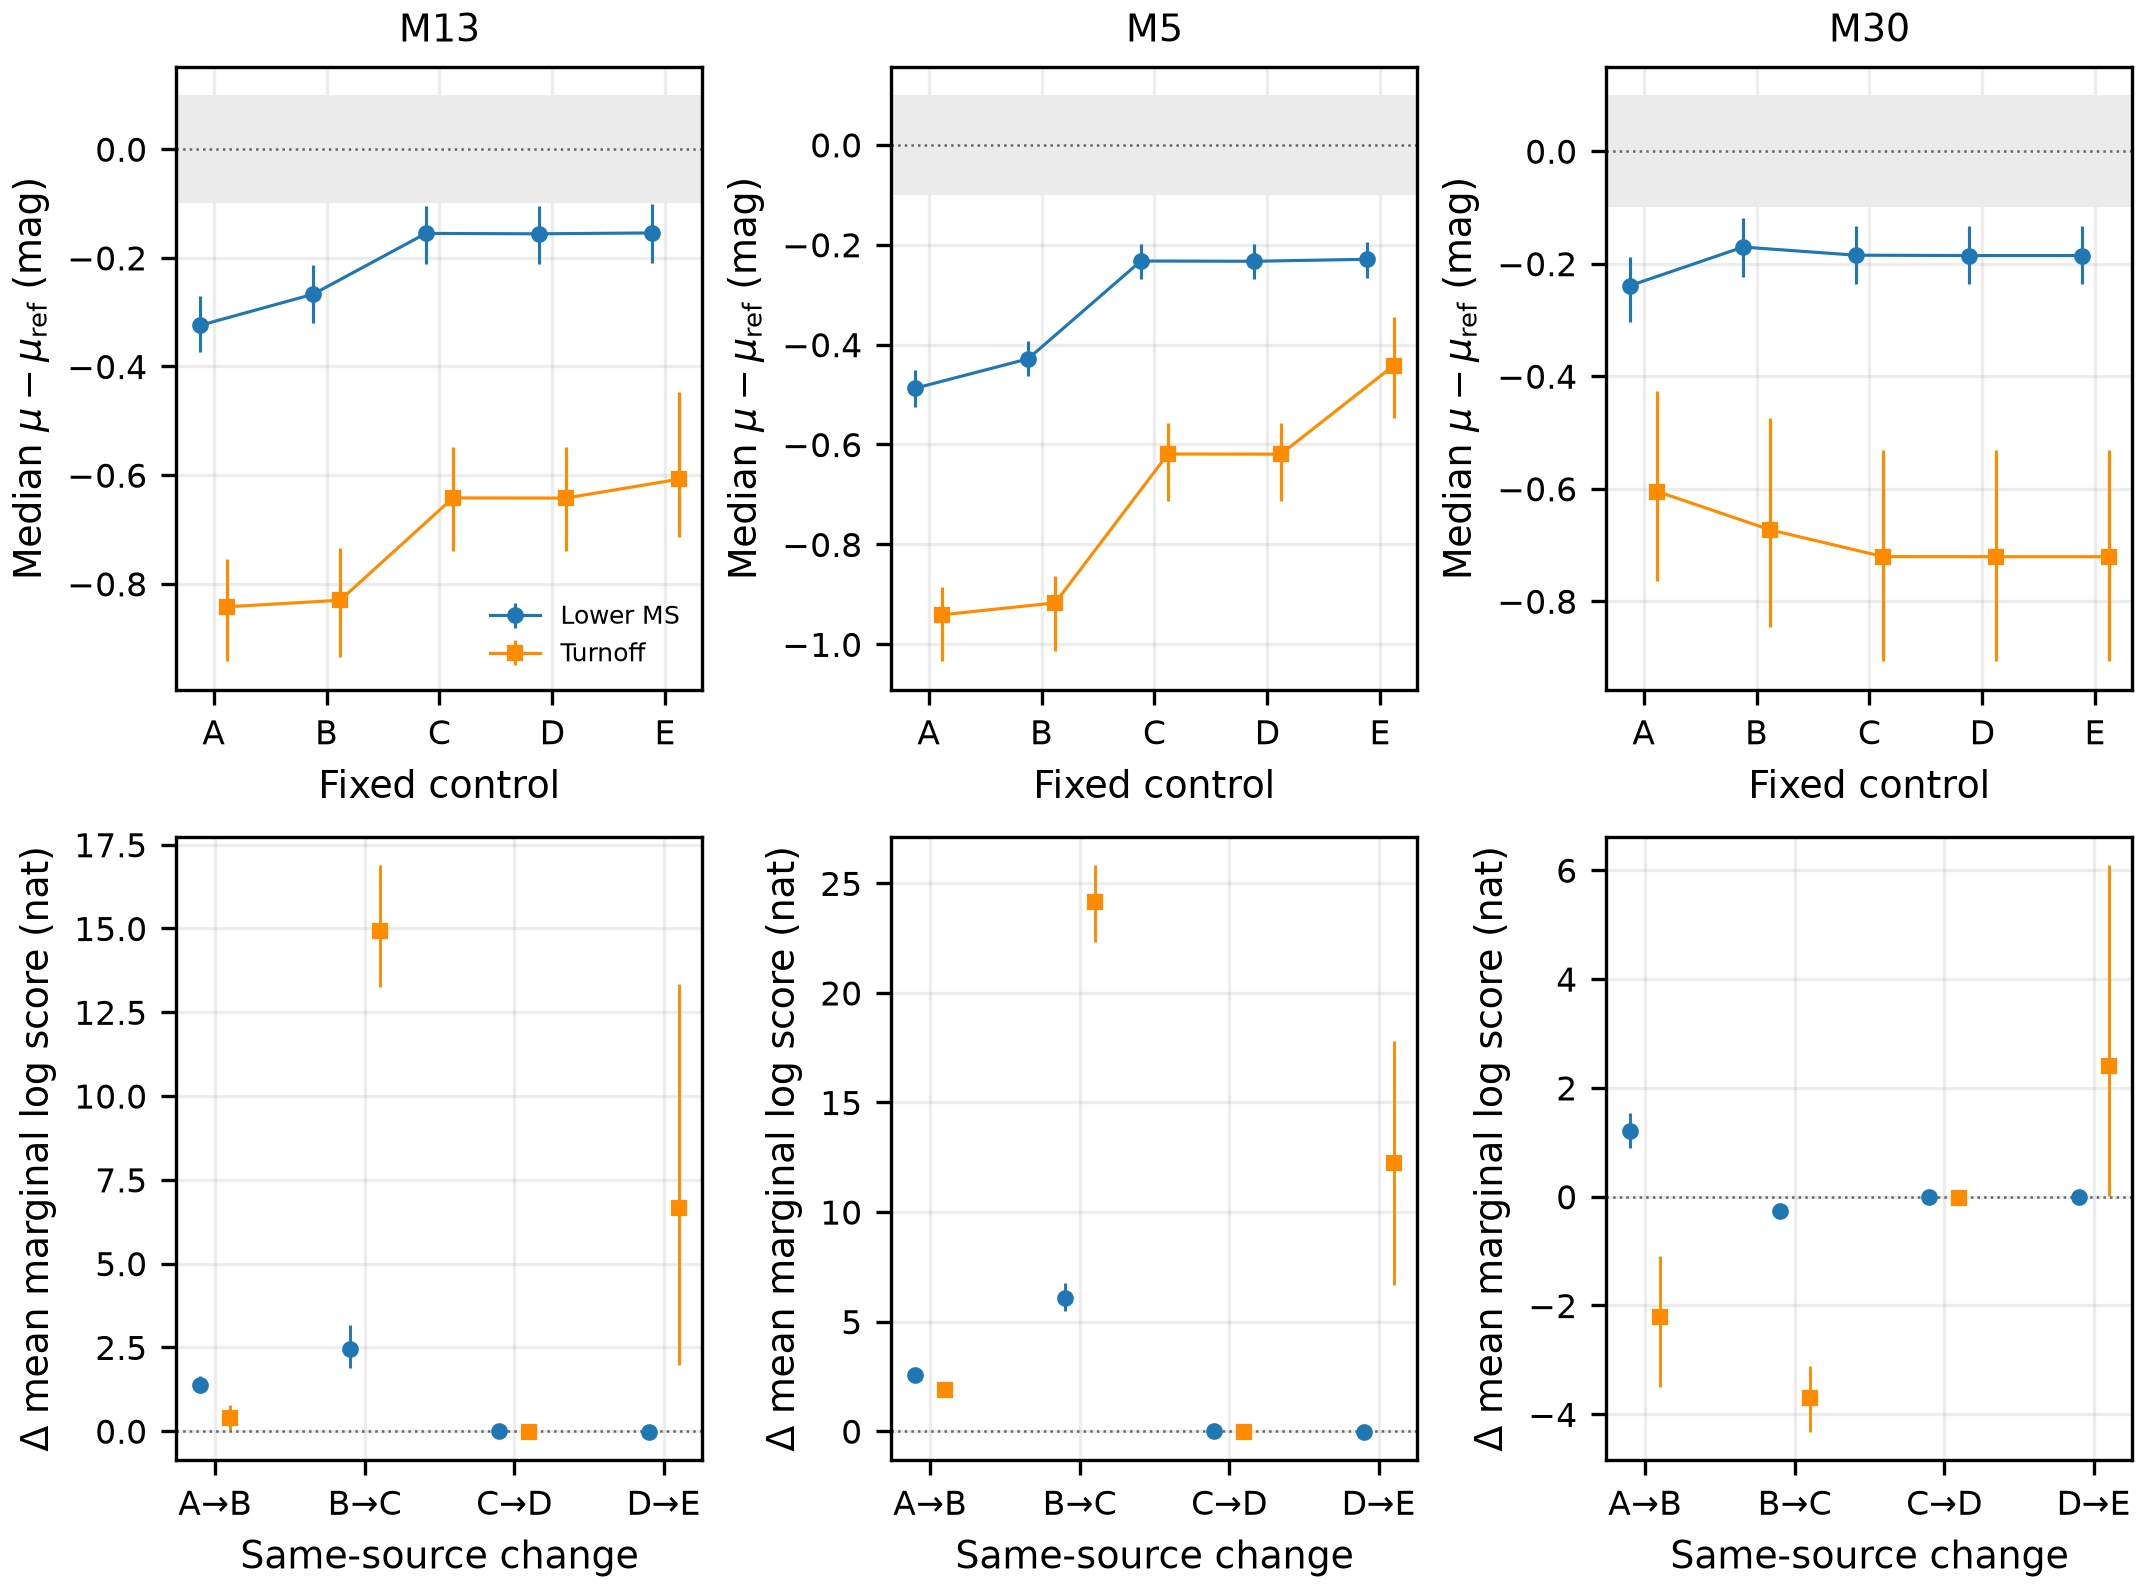 M13
M5
M30
Median μ − μref (mag)
0.0
−0.2
−0.4
−0.6
−0.8
Lower MS
Turnoff
A B C D E
Fixed control
Median μ − μref (mag)
0.0
−0.2
−0.4
−0.6
−0.8
−1.0
A B C D E
Fixed control
Median μ − μref (mag)
0.0
−0.2
−0.4
−0.6
−0.8
A B C D E
Fixed control
Δ mean marginal log score (nat)
17.5
15.0
12.5
10.0
7.5
5.0
2.5
0.0
A→B B→C C→D D→E
Same-source change
Δ mean marginal log score (nat)
25
20
15
10
5
0
A→B B→C C→D D→E
Same-source change
Δ mean marginal log score (nat)
6
4
2
0
−2
−4
A→B B→C C→D D→E
Same-source change